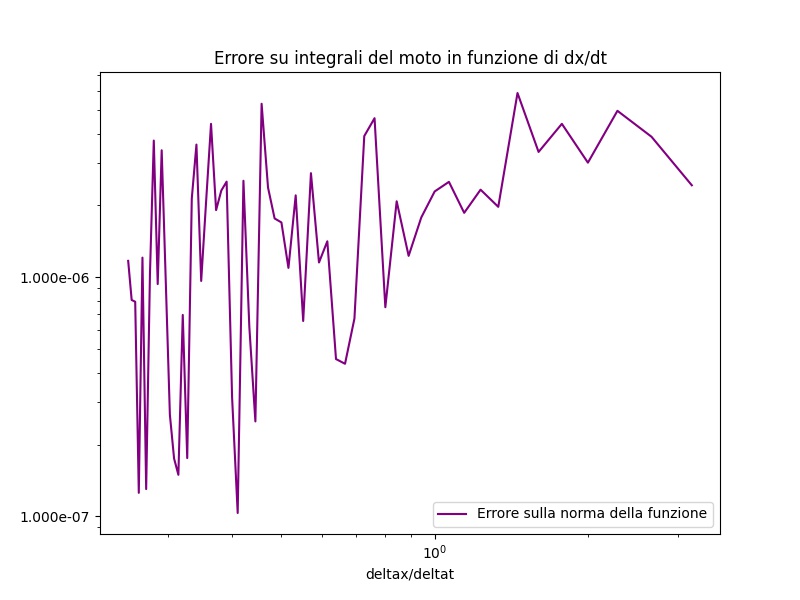 Errore su integrali del moto in funzione di dx/dt
1.000e-06
1.000e-07
Errore sulla norma della funzione
10⁰
deltax/deltat